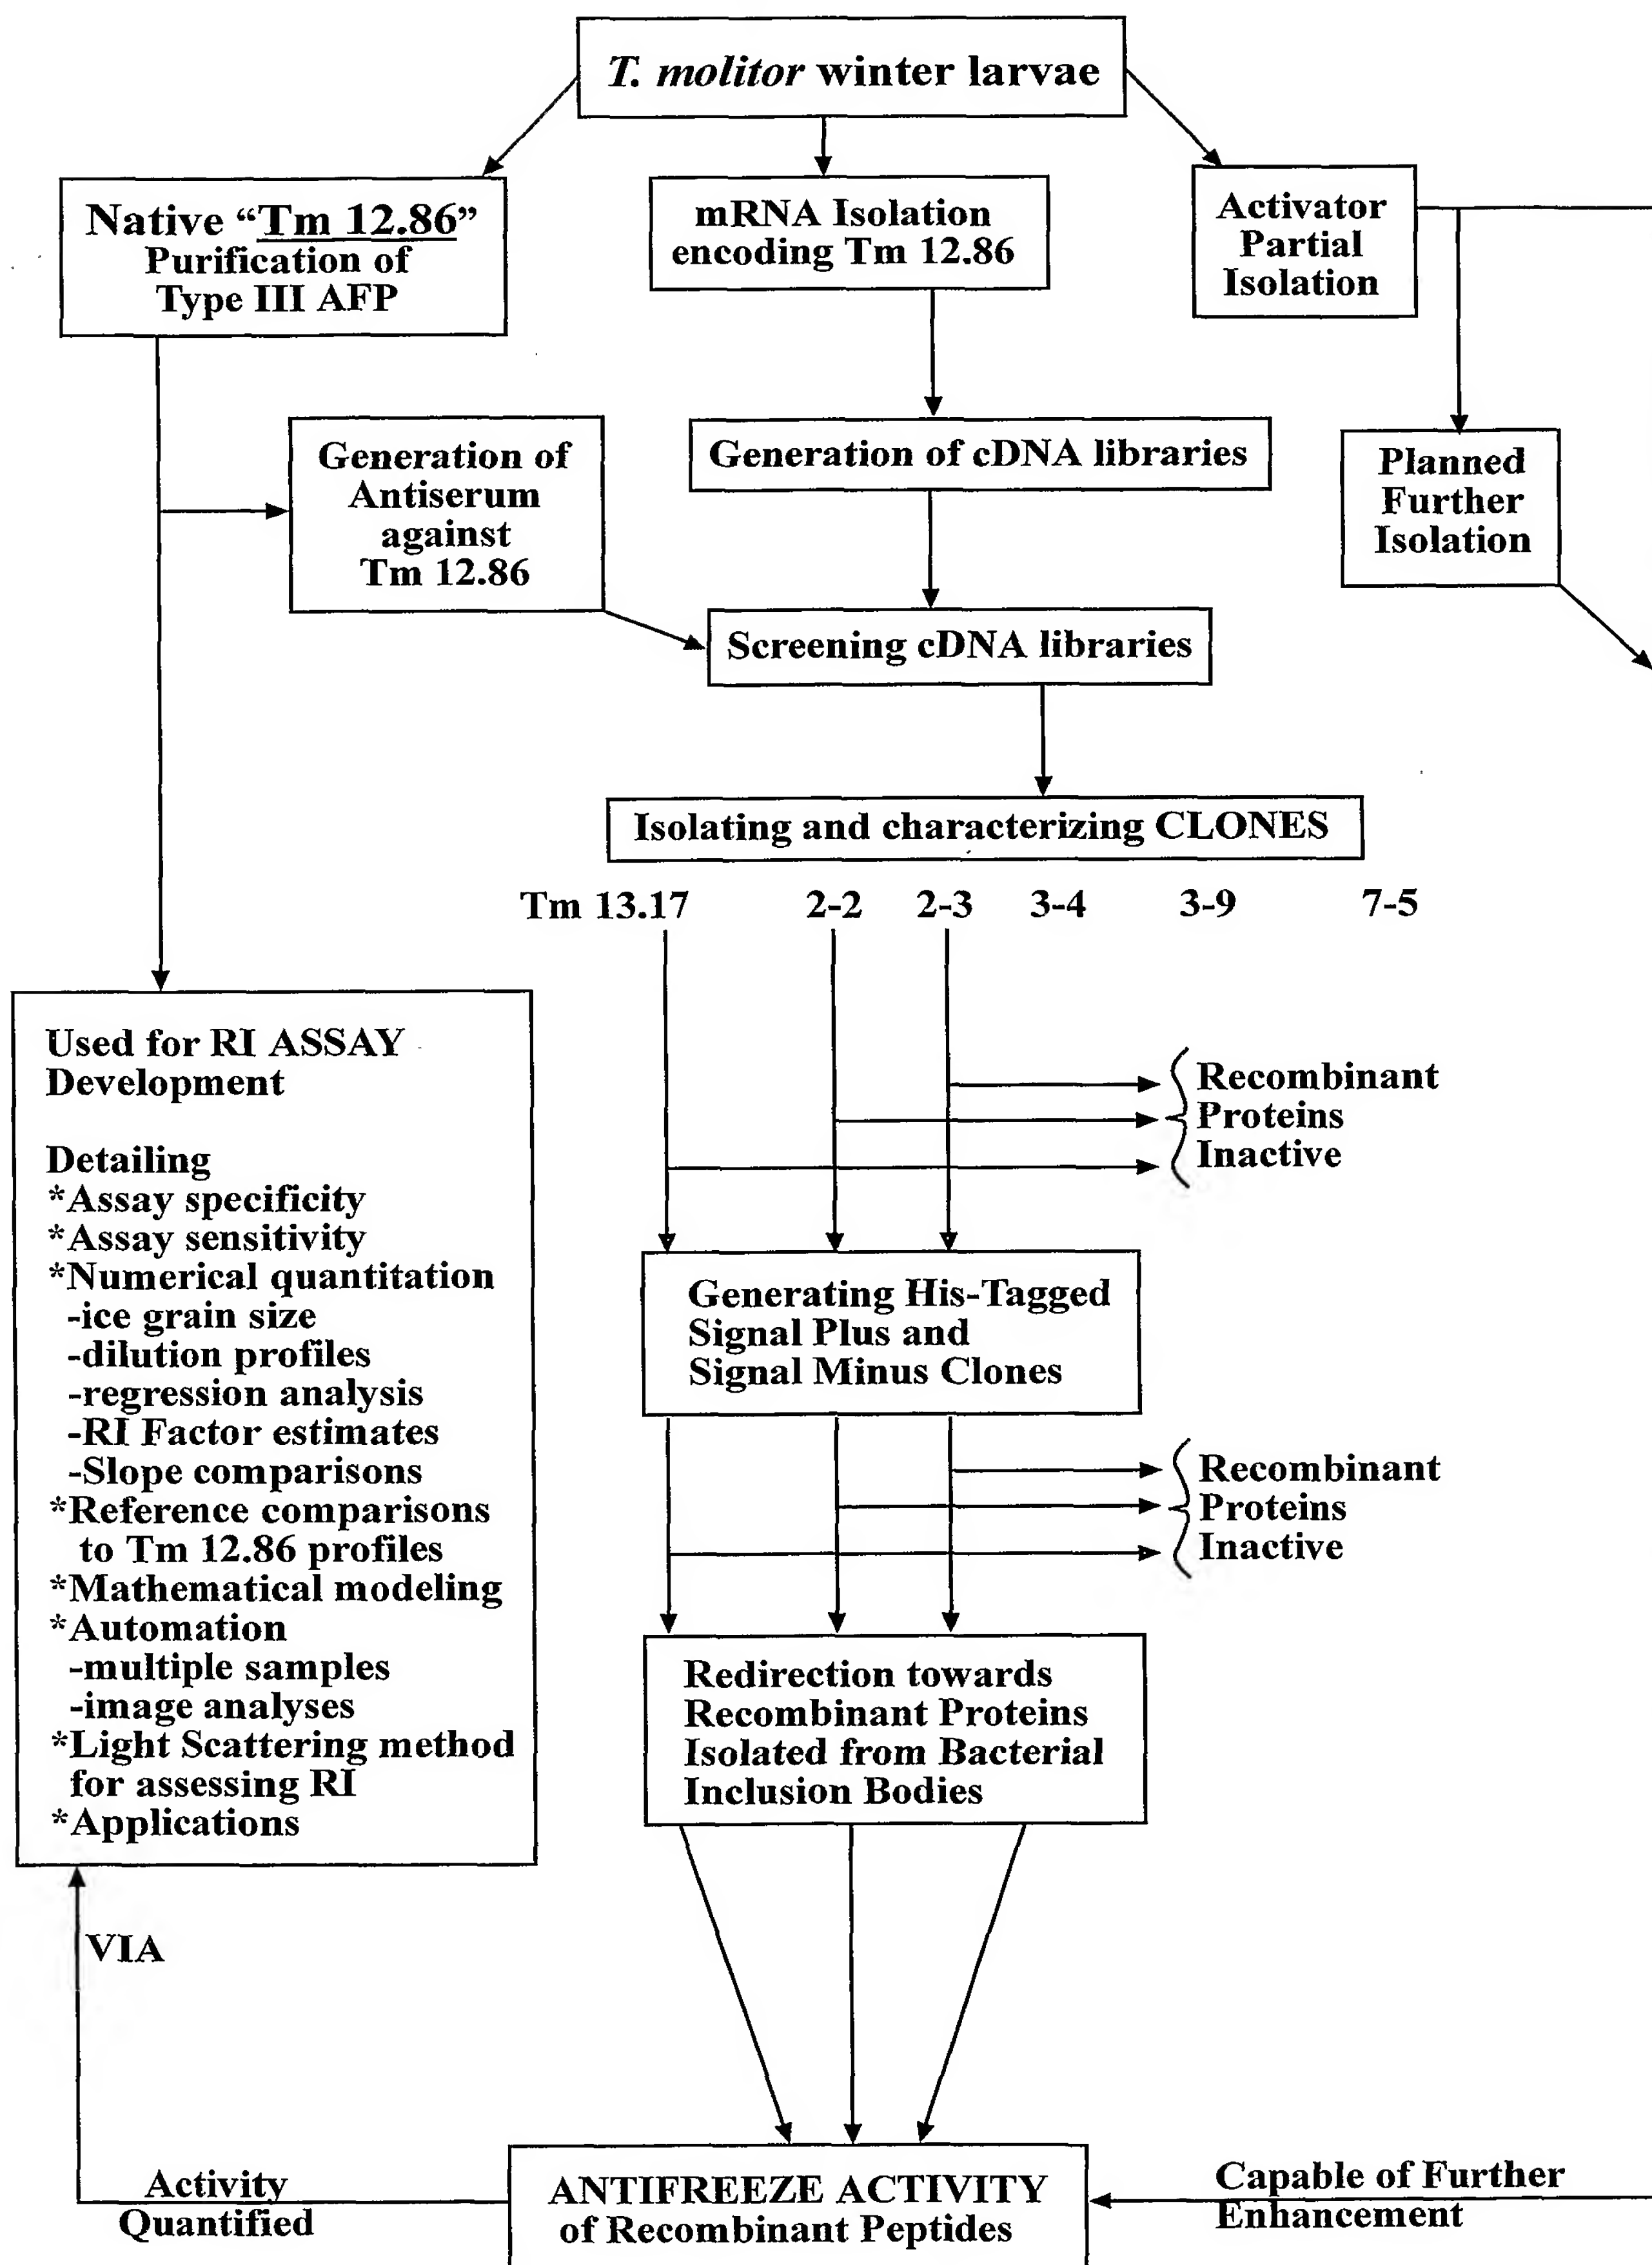 T. molitor winter larvae
Native “Tm 12.86”
Purification of
Type III AFP
mRNA Isolation
encoding Tm 12.86
Activator
Partial
Isolation
Generation of
Antiserum
against
Tm 12.86
Generation of cDNA libraries
Planned
Further
Isolation
Screening cDNA libraries
Isolating and characterizing CLONES
Tm 13.17 2-2 2-3 3-4 3-9 7-5
Used for RI ASSAY
Development
Detailing
*Assay specificity
*Assay sensitivity
*Numerical quantitation
-ice grain size
-dilution profiles
-regression analysis
-RI Factor estimates
-Slope comparisons
*Reference comparisons
to Tm 12.86 profiles
*Mathematical modeling
*Automation
-multiple samples
-image analyses
*Light Scattering method
for assessing RI
*Applications
Recombinant
Proteins
Inactive
Generating His-Tagged
Signal Plus and
Signal Minus Clones
Recombinant
Proteins
Inactive
Redirection towards
Recombinant Proteins
Isolated from Bacterial
Inclusion Bodies
VIA
Activity
Quantified
ANTIFREEZE ACTIVITY
of Recombinant Peptides
Capable of Further
Enhancement